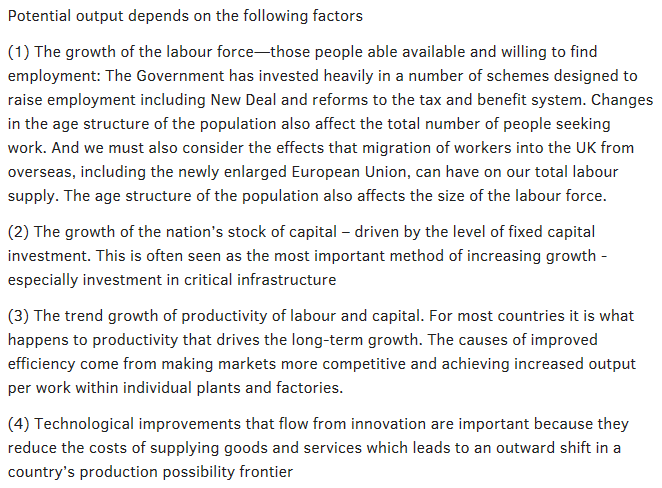 Potential output depends on the following factors
(1) The growth of the labour force—those people able available and willing to find
employment: The Government has invested heavily in a number of schemes designed to
raise employment including New Deal and reforms to the tax and benefit system. Changes
in the age structure of the population also affect the total number of people seeking
work. And we must also consider the effects that migration of workers into the UK from
overseas, including the newly enlarged European Union, can have on our total labour
supply. The age structure of the population also affects the size of the labour force.
(2) The growth of the nation’s stock of capital – driven by the level of fixed capital
investment. This is often seen as the most important method of increasing growth -
especially investment in critical infrastructure
(3) The trend growth of productivity of labour and capital. For most countries it is what
happens to productivity that drives the long-term growth. The causes of improved
efficiency come from making markets more competitive and achieving increased output
per work within individual plants and factories.
(4) Technological improvements that flow from innovation are important because they
reduce the costs of supplying goods and services which leads to an outward shift in a
country’s production possibility frontier